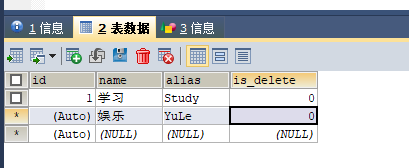 1 信息 2 表数据 3 信息
id name alias is_delete
1 学习 Study 0
* (Auto) 娱乐 YuLe 0
* (Auto) (NULL) (NULL) (NULL)